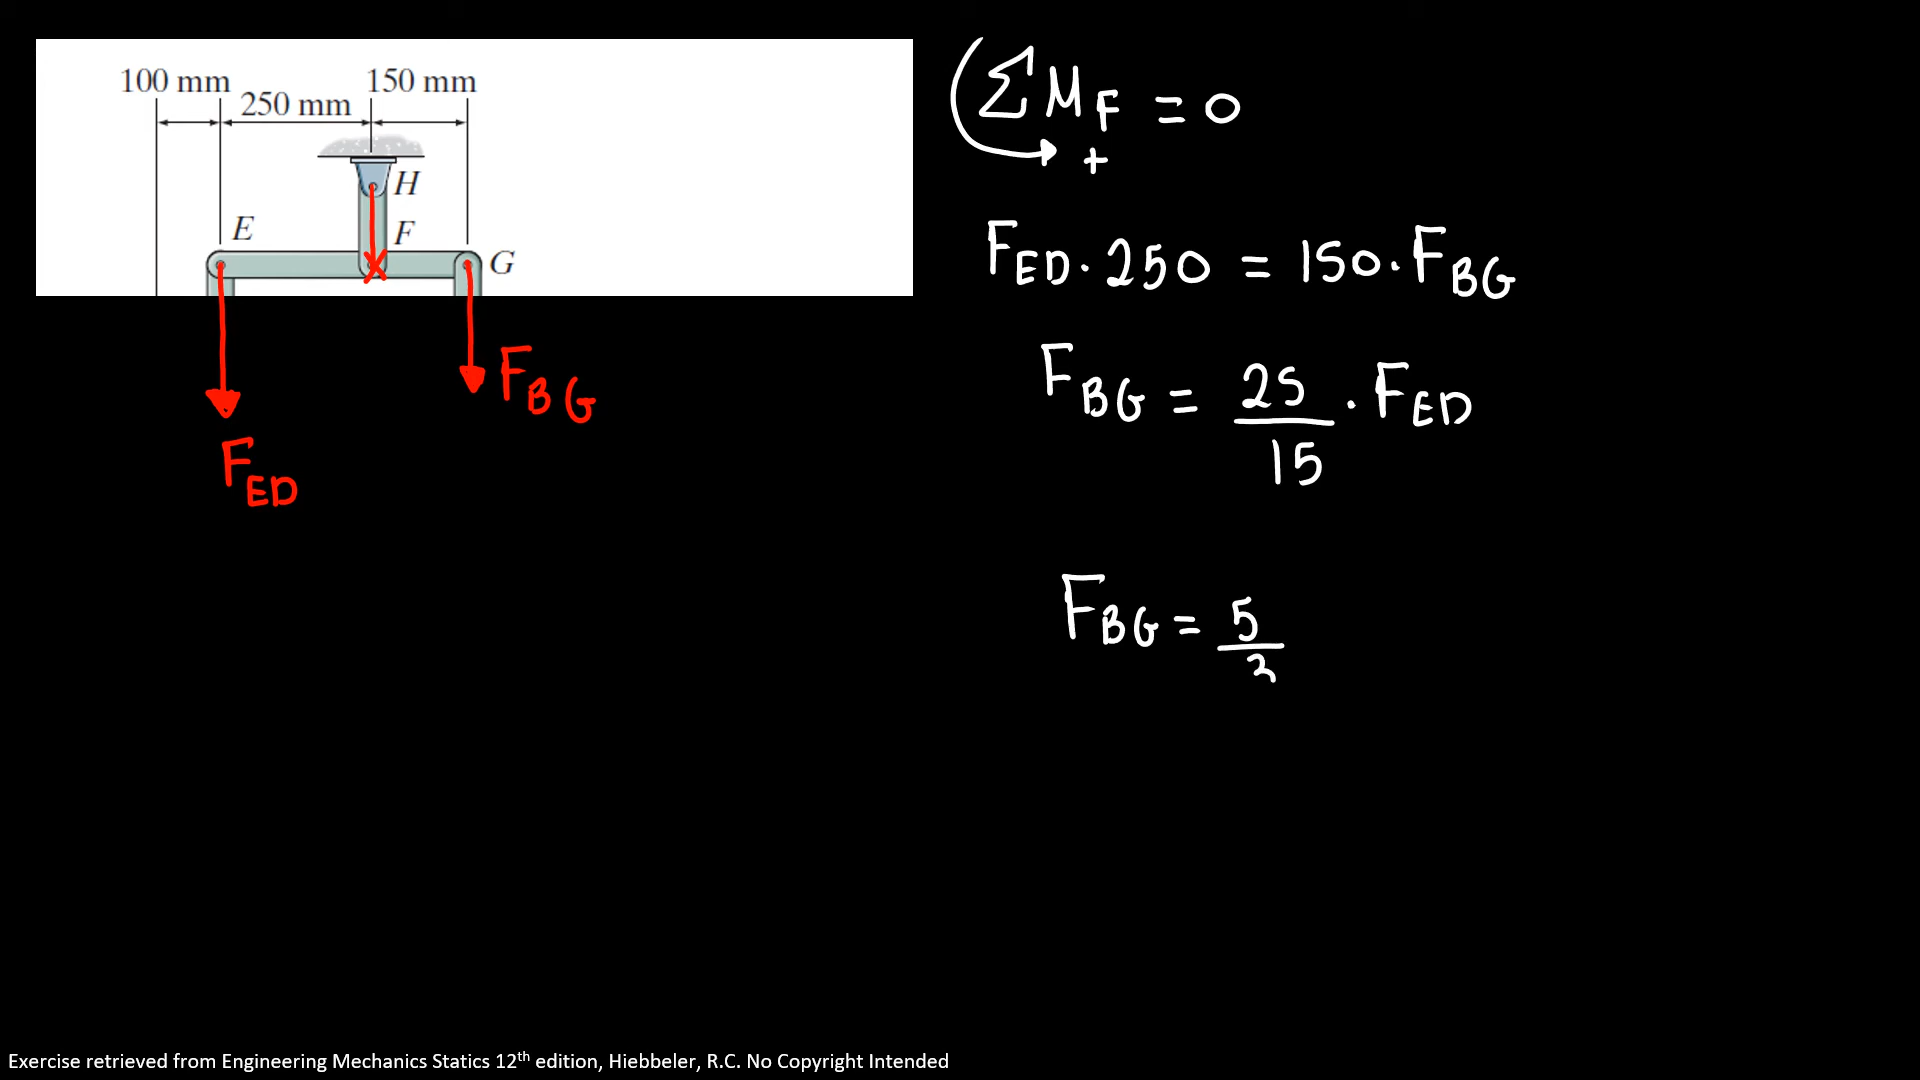 100 mm
250 mm
150 mm
H
F
E
G
F_BG
F_ED
ΣM_F = 0
+
F_ED · 250 = 150 · F_BG
F_BG = 25/15 · F_ED
F_BG = 5/3
Exercise retrieved from Engineering Mechanics Statics 12th edition, Hiebbeler, R.C. No Copyright Intended